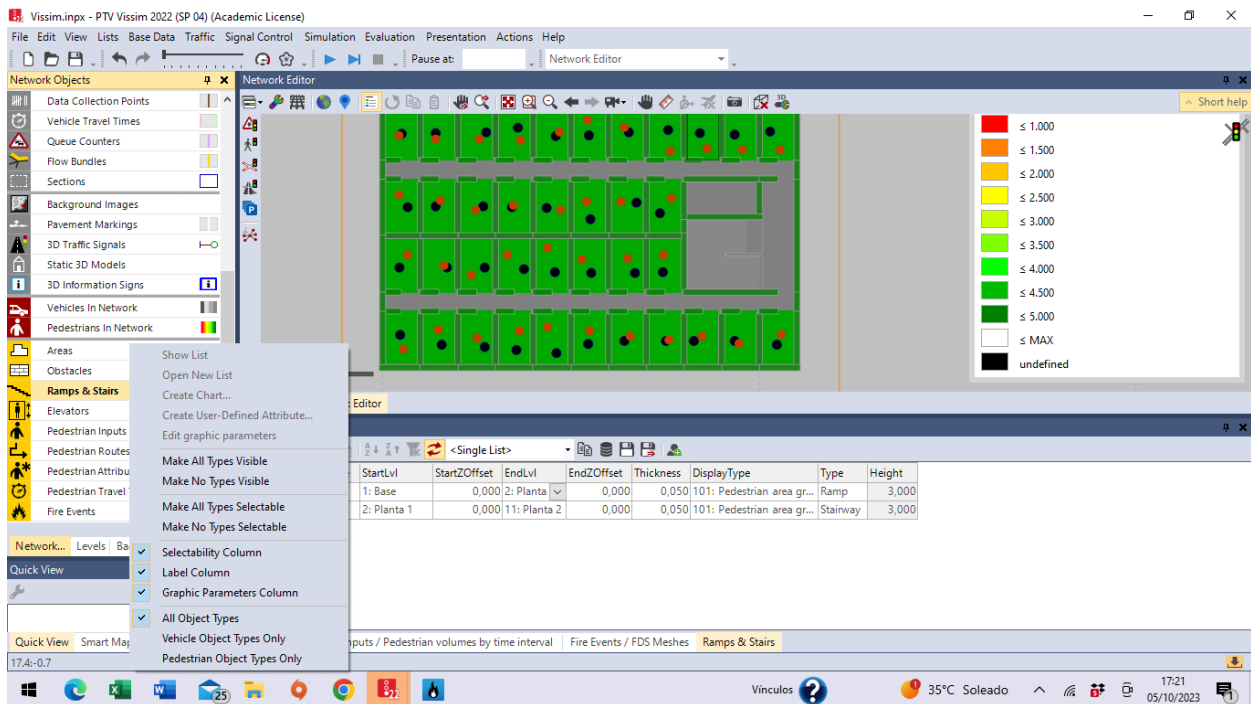 Vissim.inpx - PTV Vissim 2022 (SP 04) (Academic License)
File Edit View Lists Base Data Traffic Signal Control Simulation Evaluation Presentation Actions Help
Pause at: Network Editor
Network Objects
Network Editor
Short help
Data Collection Points
Vehicle Travel Times
Queue Counters
Flow Bundles
Sections
Background Images
Pavement Markings
3D Traffic Signals
Static 3D Models
3D Information Signs
Vehicles In Network
Pedestrians In Network
Areas
Obstacles
Ramps & Stairs
Elevators
Pedestrian Inputs
Pedestrian Routes
Pedestrian Attribu
Pedestrian Travel
Fire Events
Network... Levels Ba
Quick View
Quick View Smart Map
17.4:-0.7
Show List
Open New List
Create Chart...
Create User-Defined Attribute...
Edit graphic parameters
Make All Types Visible
Make No Types Visible
Make All Types Selectable
Make No Types Selectable
Selectability Column
Label Column
Graphic Parameters Column
All Object Types
Vehicle Object Types Only
Pedestrian Object Types Only
≤ 1.000
≤ 1.500
≤ 2.000
≤ 2.500
≤ 3.000
≤ 3.500
≤ 4.000
≤ 4.500
≤ 5.000
≤ MAX
undefined
Editor
<Single List>
StartLvl StartZOffset EndLvl EndZOffset Thickness DisplayType Type Height
1: Base 0,000 2: Planta 0,000 0,050 101: Pedestrian area gr... Ramp 3,000
2: Planta 1 0,000 11: Planta 2 0,000 0,050 101: Pedestrian area gr... Stairway 3,000
nputs / Pedestrian volumes by time interval Fire Events / FDS Meshes Ramps & Stairs
25
22
Vínculos
35°C Soleado
17:21
05/10/2023